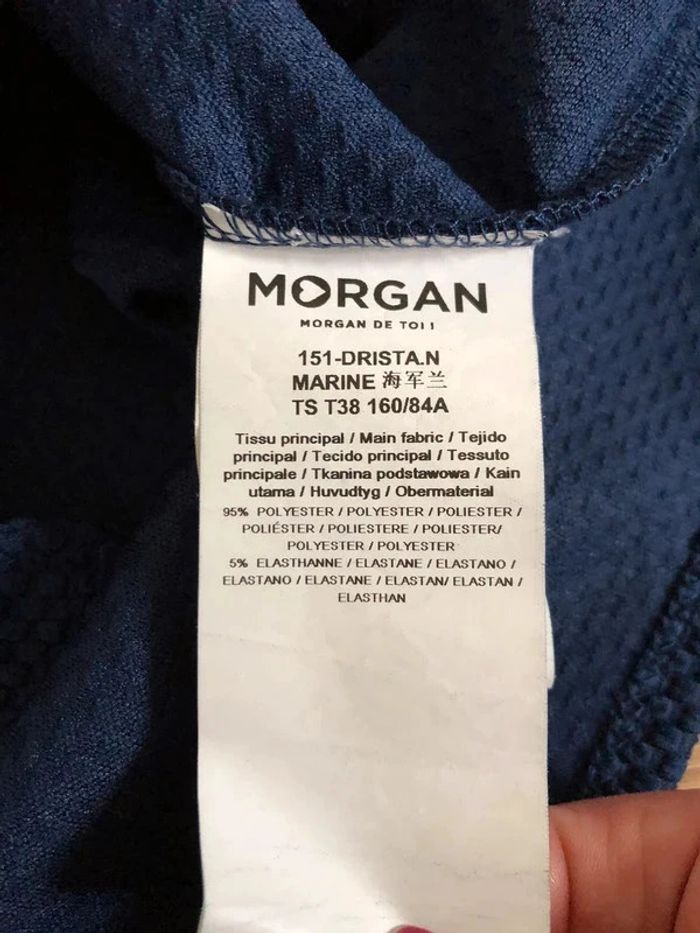 MORGAN
MORGAN DE TOI !
151-DRISTA.N
MARINE 海军兰
TS T38 160/84A
Tissu principal / Main fabric / Tejido
principal / Tecido principal / Tessuto
principale / Tkanina podstawowa / Kain
utama / Huvudtyg / Obermaterial
95% POLYESTER / POLYESTER / POLIESTER /
POLIÉSTER / POLIESTERE / POLIESTER/
POLYESTER / POLYESTER
5% ELASTHANNE / ELASTANE / ELASTANO /
ELASTANO / ELASTANE / ELASTAN/ ELASTAN /
ELASTHAN